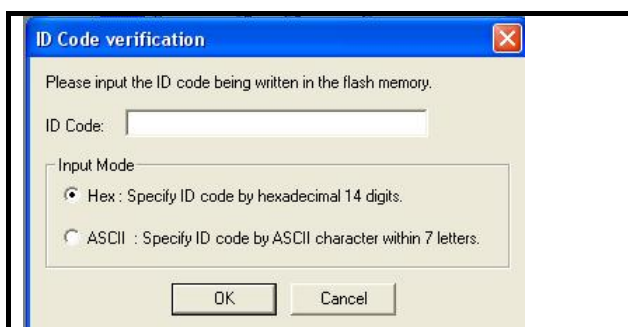 ID Code verification
Please input the ID code being written in the flash memory.
ID Code:
Input Mode
Hex : Specify ID code by hexadecimal 14 digits.
ASCII : Specify ID code by ASCII character within 7 letters.
OK Cancel